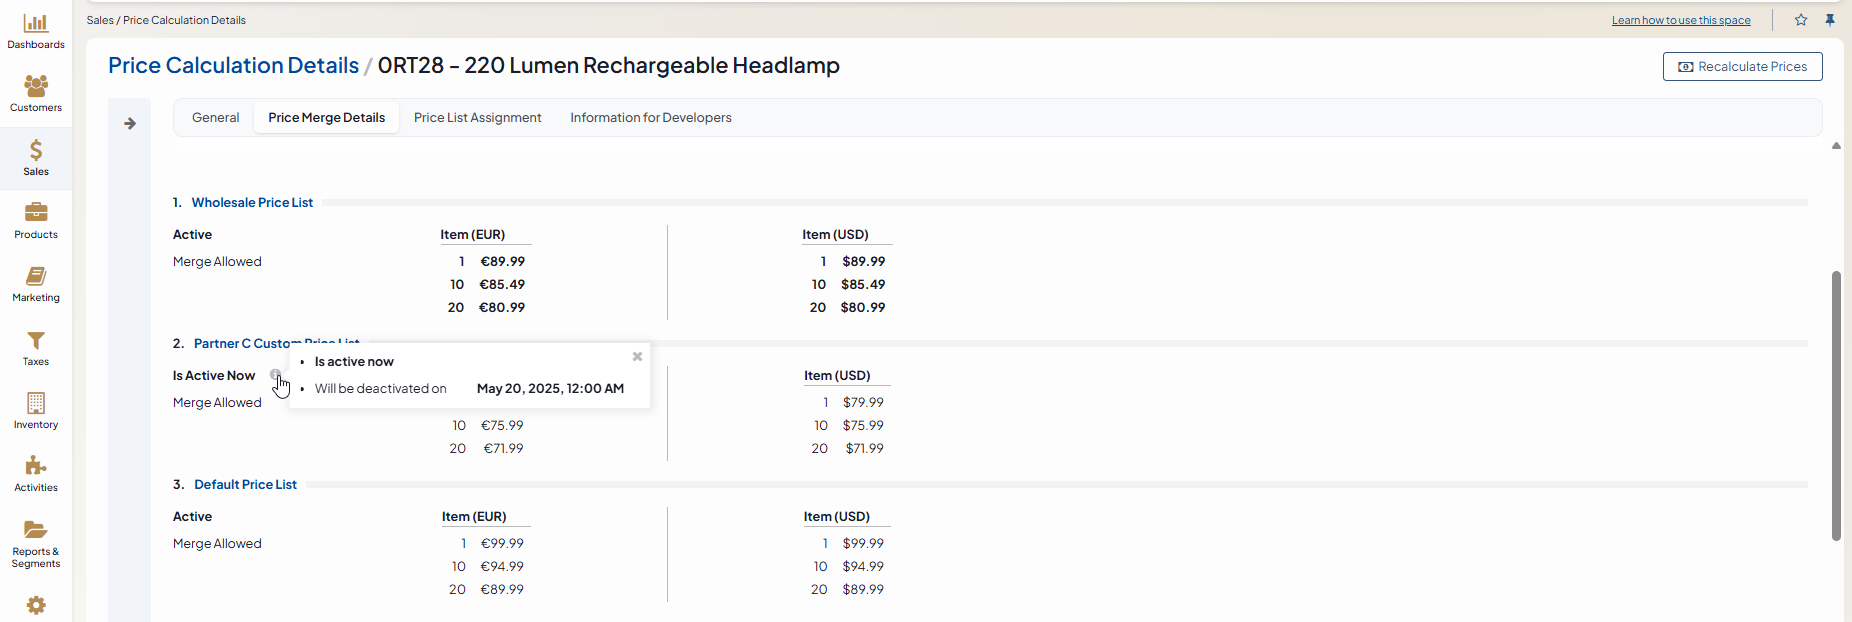 Sales / Price Calculation Details
Learn how to use this space
Price Calculation Details / 0RT28 - 220 Lumen Rechargeable Headlamp
Recalculate Prices
General
Price Merge Details
Price List Assignment
Information for Developers
Dashboards
Customers
Sales
Products
Marketing
Taxes
Inventory
Activities
Reports &
Segments
1. Wholesale Price List
Active
Merge Allowed
Item (EUR)
1 €89.99
10 €85.49
20 €80.99
Item (USD)
1 $89.99
10 $85.49
20 $80.99
2. Partner C Custom Price List
Is Active Now
Merge Allowed
• Is active now
• Will be deactivated on May 20, 2025, 12:00 AM
10 €75.99
20 €71.99
Item (USD)
1 $79.99
10 $75.99
20 $71.99
3. Default Price List
Active
Merge Allowed
Item (EUR)
1 €99.99
10 €94.99
20 €89.99
Item (USD)
1 $99.99
10 $94.99
20 $89.99